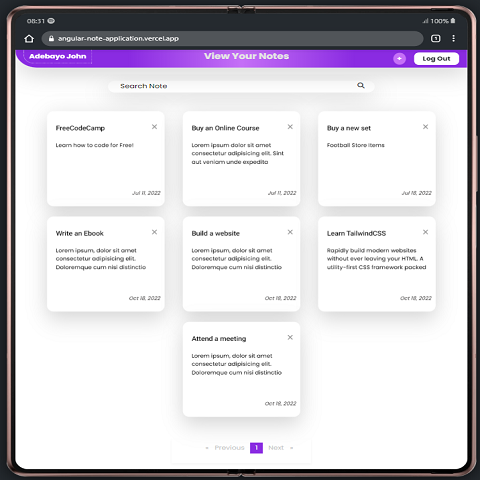 08:31
100%
angular-note-application.vercel.app
1
Adebayo John
View Your Notes
+
Log Out
Search Note
FreeCodeCamp
Learn how to code for Free!
Jul 11, 2022
Buy an Online Course
Lorem ipsum, dolor sit amet
consectetur adipisicing elit. Sint
aut veniam unde expedita
Jul 11, 2022
Buy a new set
Football Store Items
Jul 18, 2022
Write an Ebook
Lorem ipsum, dolor sit amet
consectetur adipisicing elit.
Doloremque cum nisi distinctio
Oct 18, 2022
Build a website
Lorem ipsum, dolor sit amet
consectetur adipisicing elit.
Doloremque cum nisi distinctio
Oct 18, 2022
Learn TailwindCSS
Rapidly build modern websites
without ever leaving your HTML. A
utility-first CSS framework packed
Oct 18, 2022
Attend a meeting
Lorem ipsum, dolor sit amet
consectetur adipisicing elit.
Doloremque cum nisi distinctio
Oct 18, 2022
« Previous 1 Next »